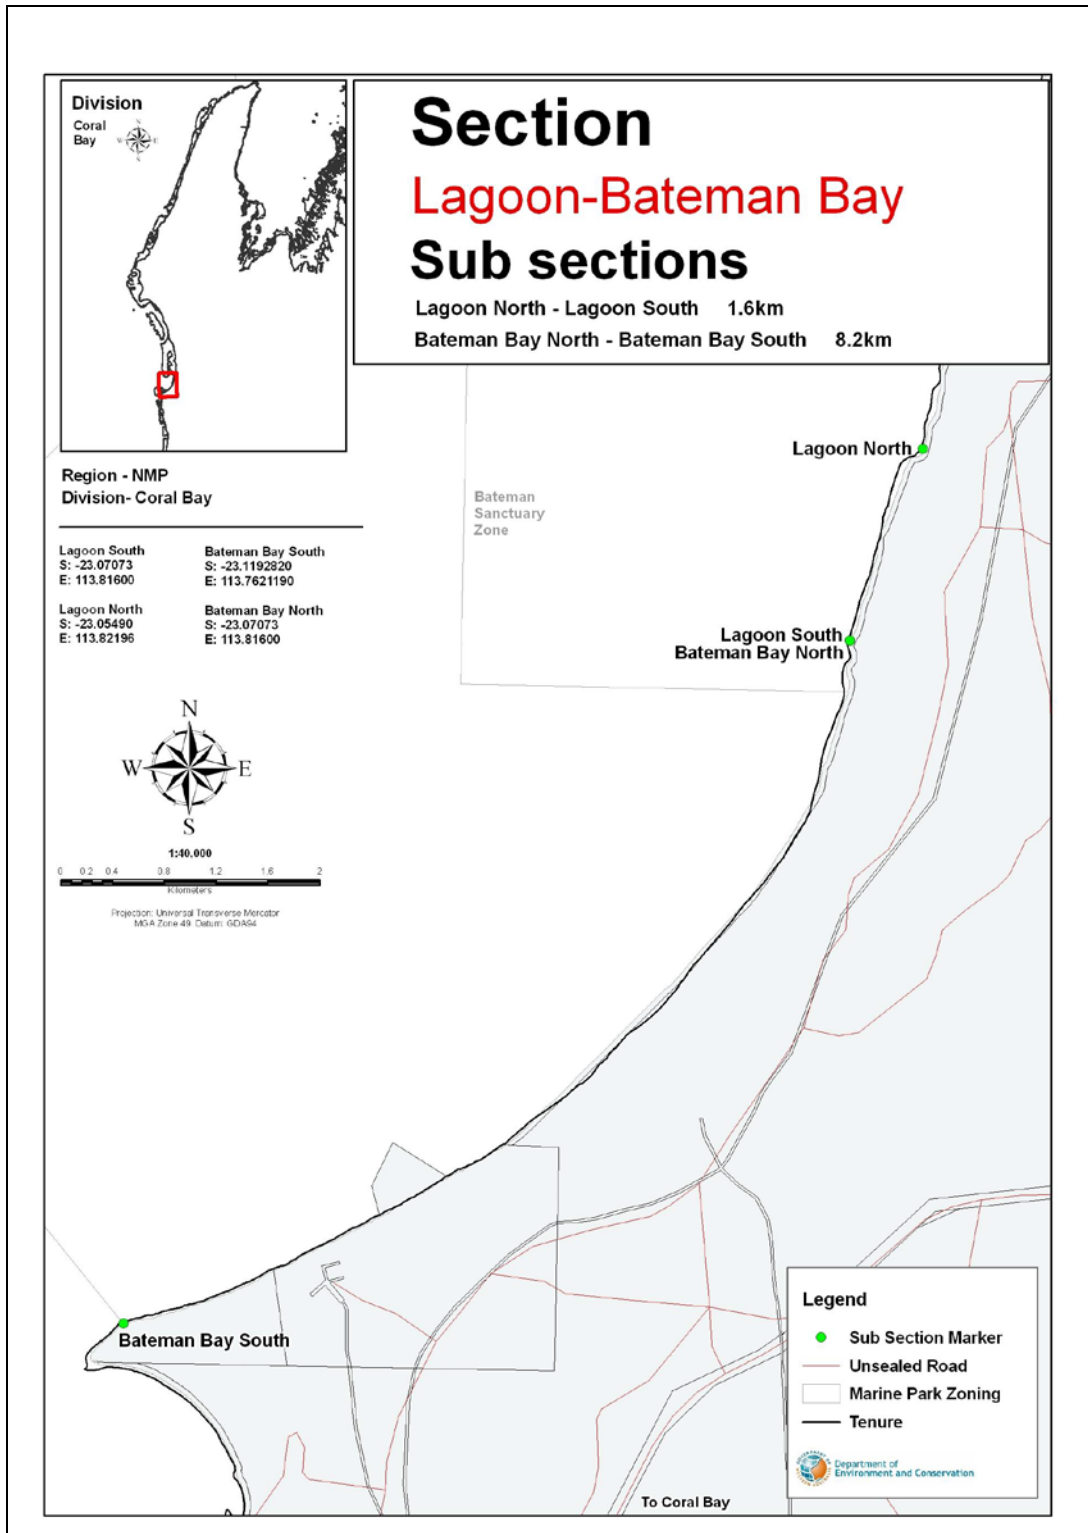 Division
Coral
Bay
N
W E
S
Section
Lagoon-Bateman Bay
Sub sections
Lagoon North - Lagoon South 1.6km
Bateman Bay North - Bateman Bay South 8.2km
Region - NMP
Division- Coral Bay
Lagoon South
S: -23.07073
E: 113.81600
Bateman Bay South
S: -23.1192820
E: 113.7621190
Lagoon North
S: -23.05490
E: 113.82196
Bateman Bay North
S: -23.07073
E: 113.81600
N
W E
S
1:40,000
0 0.2 0.4 0.8 1.2 1.6 2
Kilometers
Projection: Universal Transverse Mercator
MGA Zone 49. Datum: GDA94
Bateman
Sanctuary
Zone
Lagoon North
Lagoon South
Bateman Bay North
Bateman Bay South
To Coral Bay
Legend
Sub Section Marker
Unsealed Road
Marine Park Zoning
Tenure
Department of
Environment and Conservation